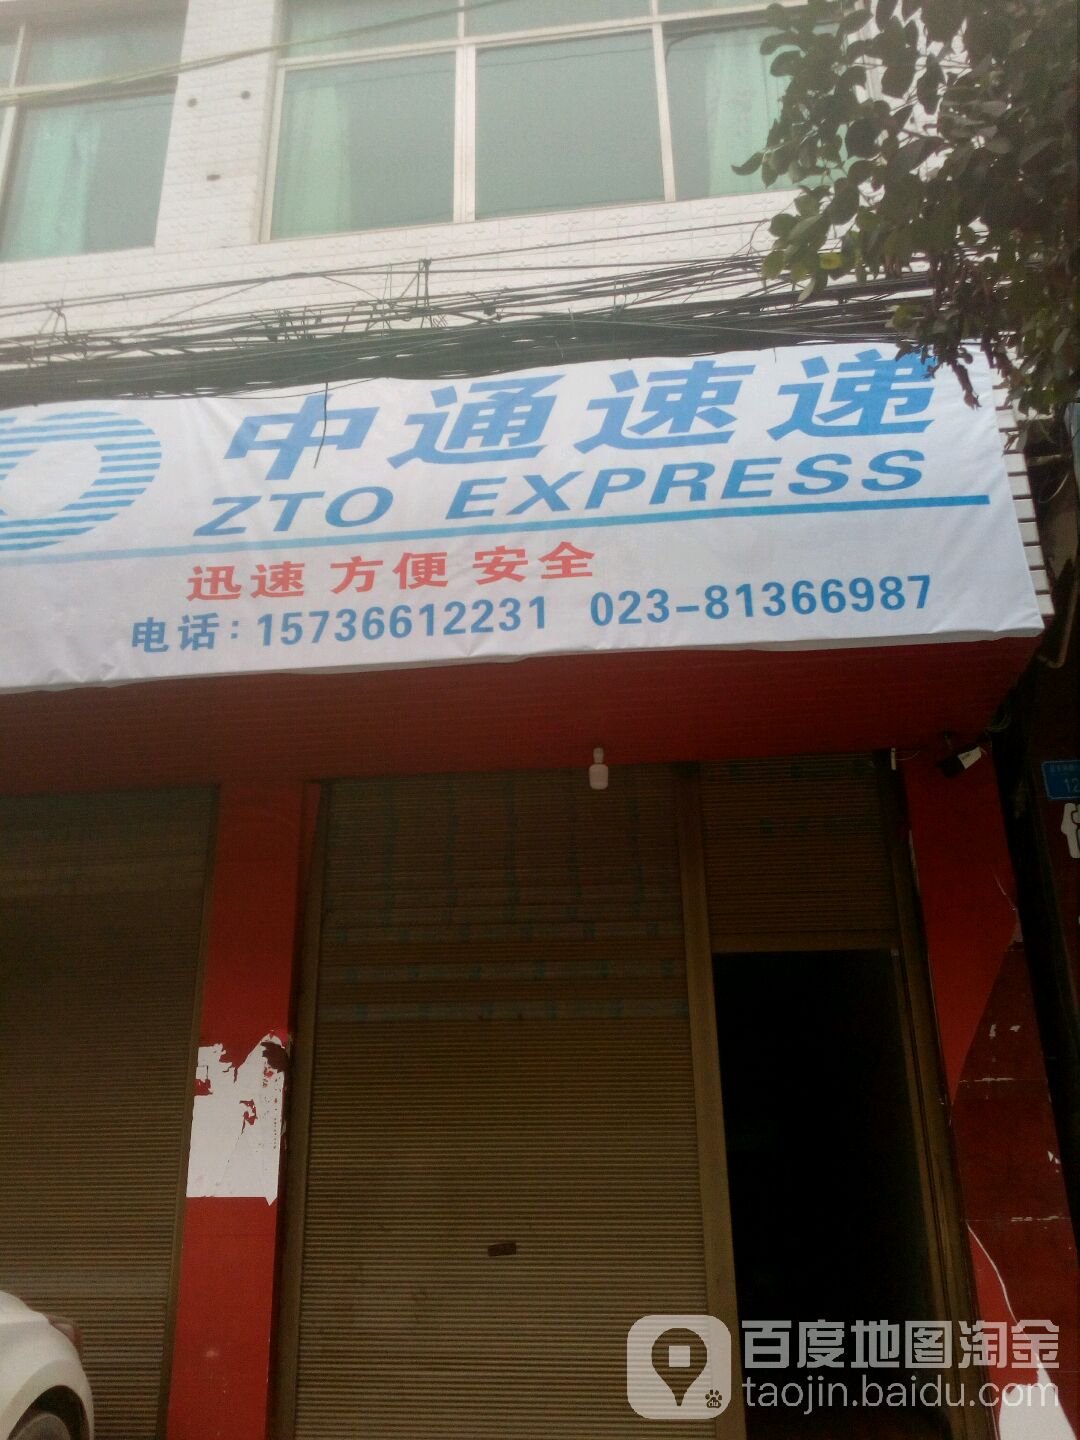 中通速递
ZTO EXPRESS
迅速 方便 安全
电话：15736612231 023-81366987
12
百度地图淘金
taojin.baidu.com